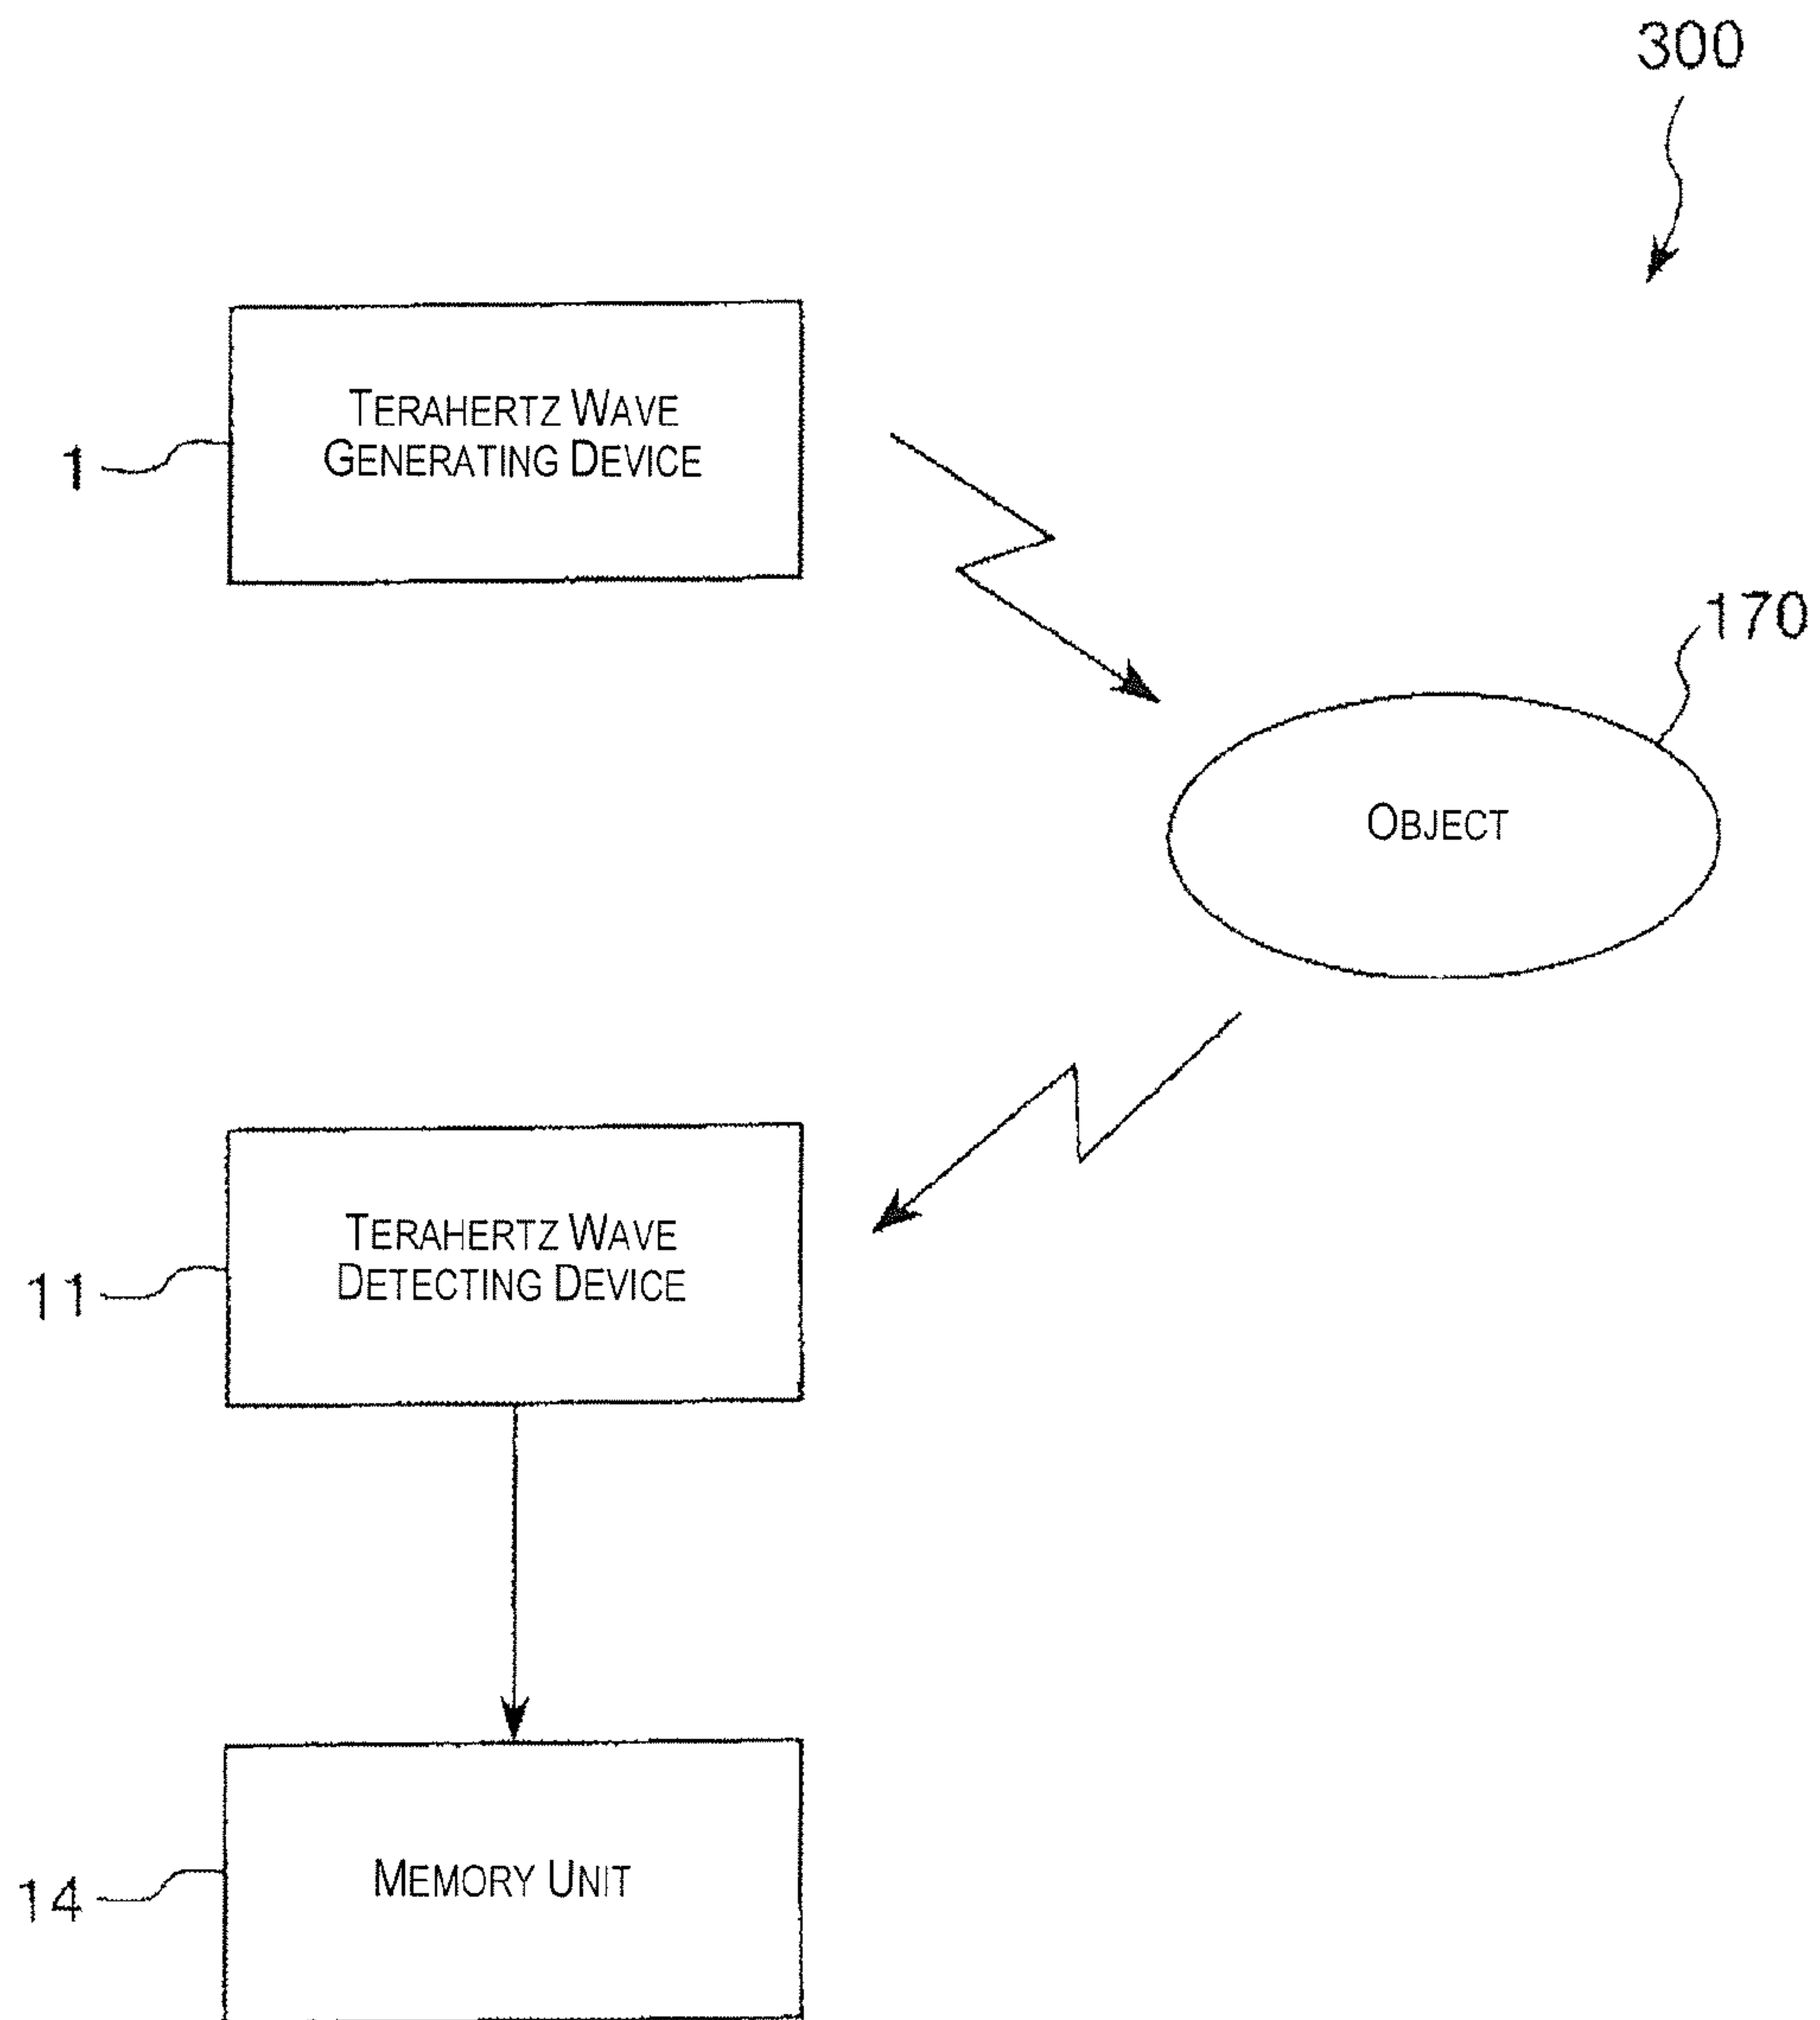 300
TERAHERTZ WAVE
GENERATING DEVICE
1
170
OBJECT
TERAHERTZ WAVE
DETECTING DEVICE
11
MEMORY UNIT
14